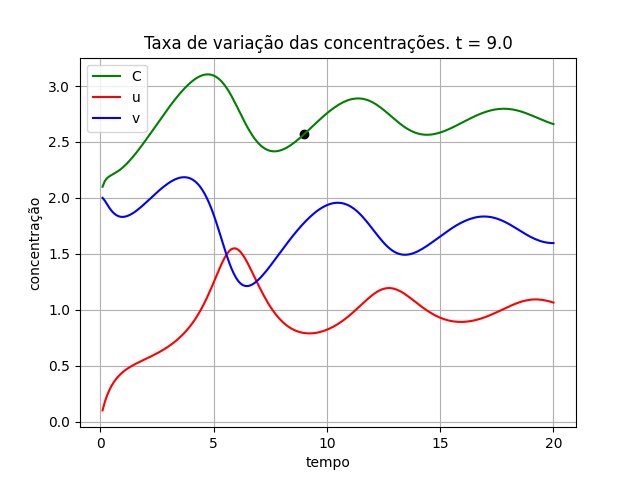 Taxa de variação das concentrações. t = 9.0
C
u
v
concentração
3.0
2.5
2.0
1.5
1.0
0.5
0.0
0
5
10
15
20
tempo